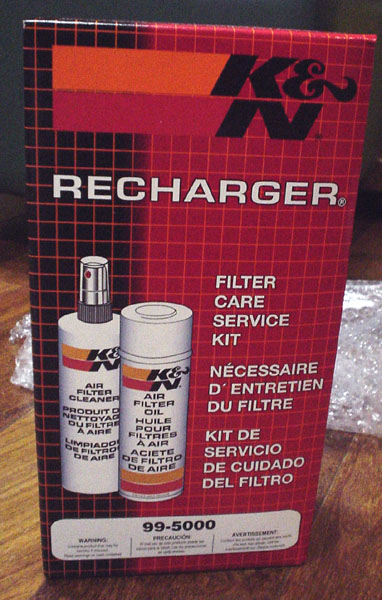 K&N
RECHARGER®
FILTER
CARE
SERVICE
KIT
NÉCESSAIRE
D'ENTRETIEN
DU FILTRE
KIT DE
SERVICIO
DE CUIDADO
DEL FILTRO
K&N
AIR
FILTER
CLEANER
PRODUIT DE
NETTOYAGE
DU FILTRE
À AIRE
LIMPIADOR
DE FILTRO
DE AIRE
K&N
AIR
FILTER
OIL
HUILE
POUR
FILTRES
À AIR
ACIETE
DE FILTRO
DE AIRE
99-5000
WARNING:
PRECAUCIÓN:
AVERTISSEMENT: